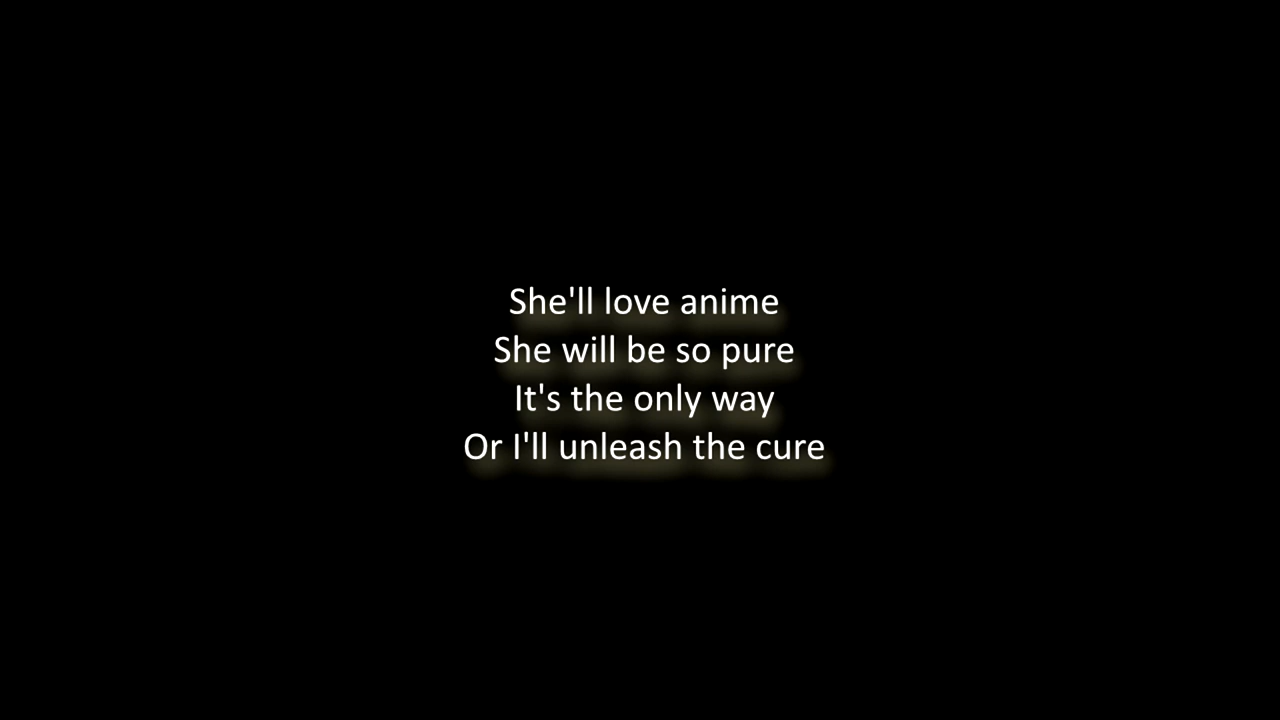 She'll love anime
She will be so pure
It's the only way
Or I'll unleash the cure